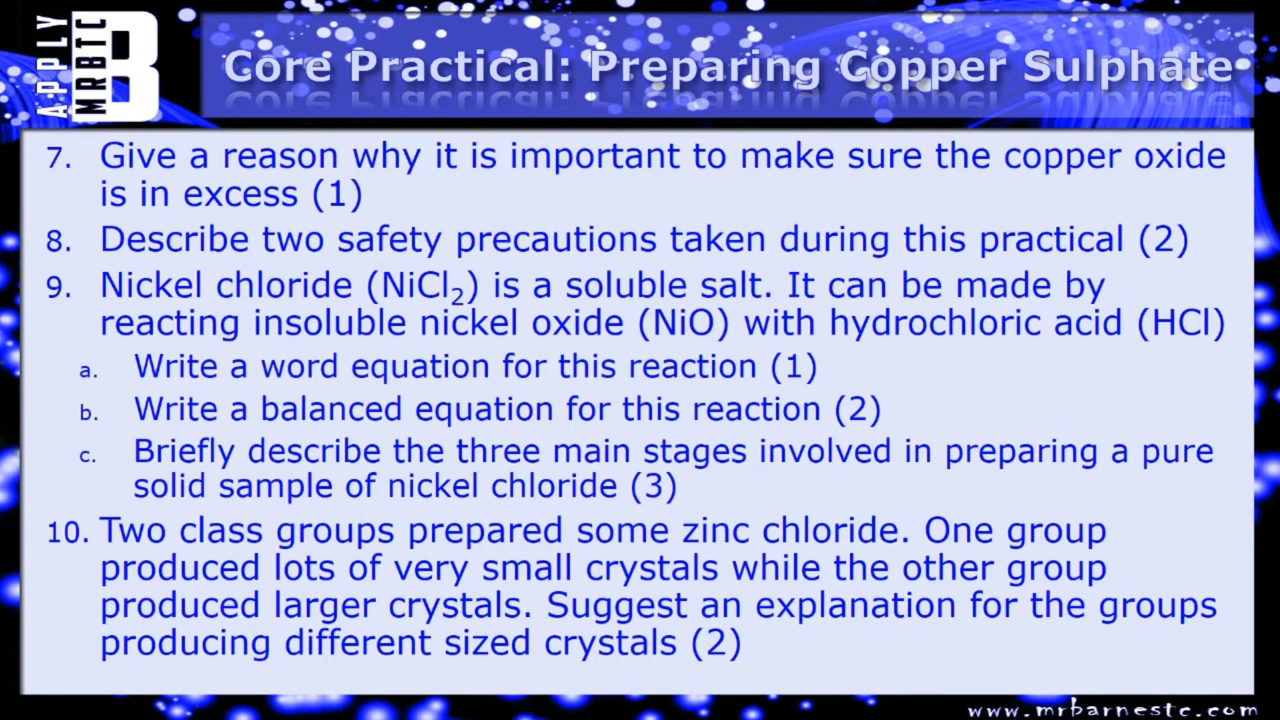 APPLY
MRBTC
B
Core Practical: Preparing Copper Sulphate
7. Give a reason why it is important to make sure the copper oxide
is in excess (1)
8. Describe two safety precautions taken during this practical (2)
9. Nickel chloride (NiCl₂) is a soluble salt. It can be made by
reacting insoluble nickel oxide (NiO) with hydrochloric acid (HCl)
a. Write a word equation for this reaction (1)
b. Write a balanced equation for this reaction (2)
c. Briefly describe the three main stages involved in preparing a pure
solid sample of nickel chloride (3)
10. Two class groups prepared some zinc chloride. One group
produced lots of very small crystals while the other group
produced larger crystals. Suggest an explanation for the groups
producing different sized crystals (2)
www.mrbarnestc.com